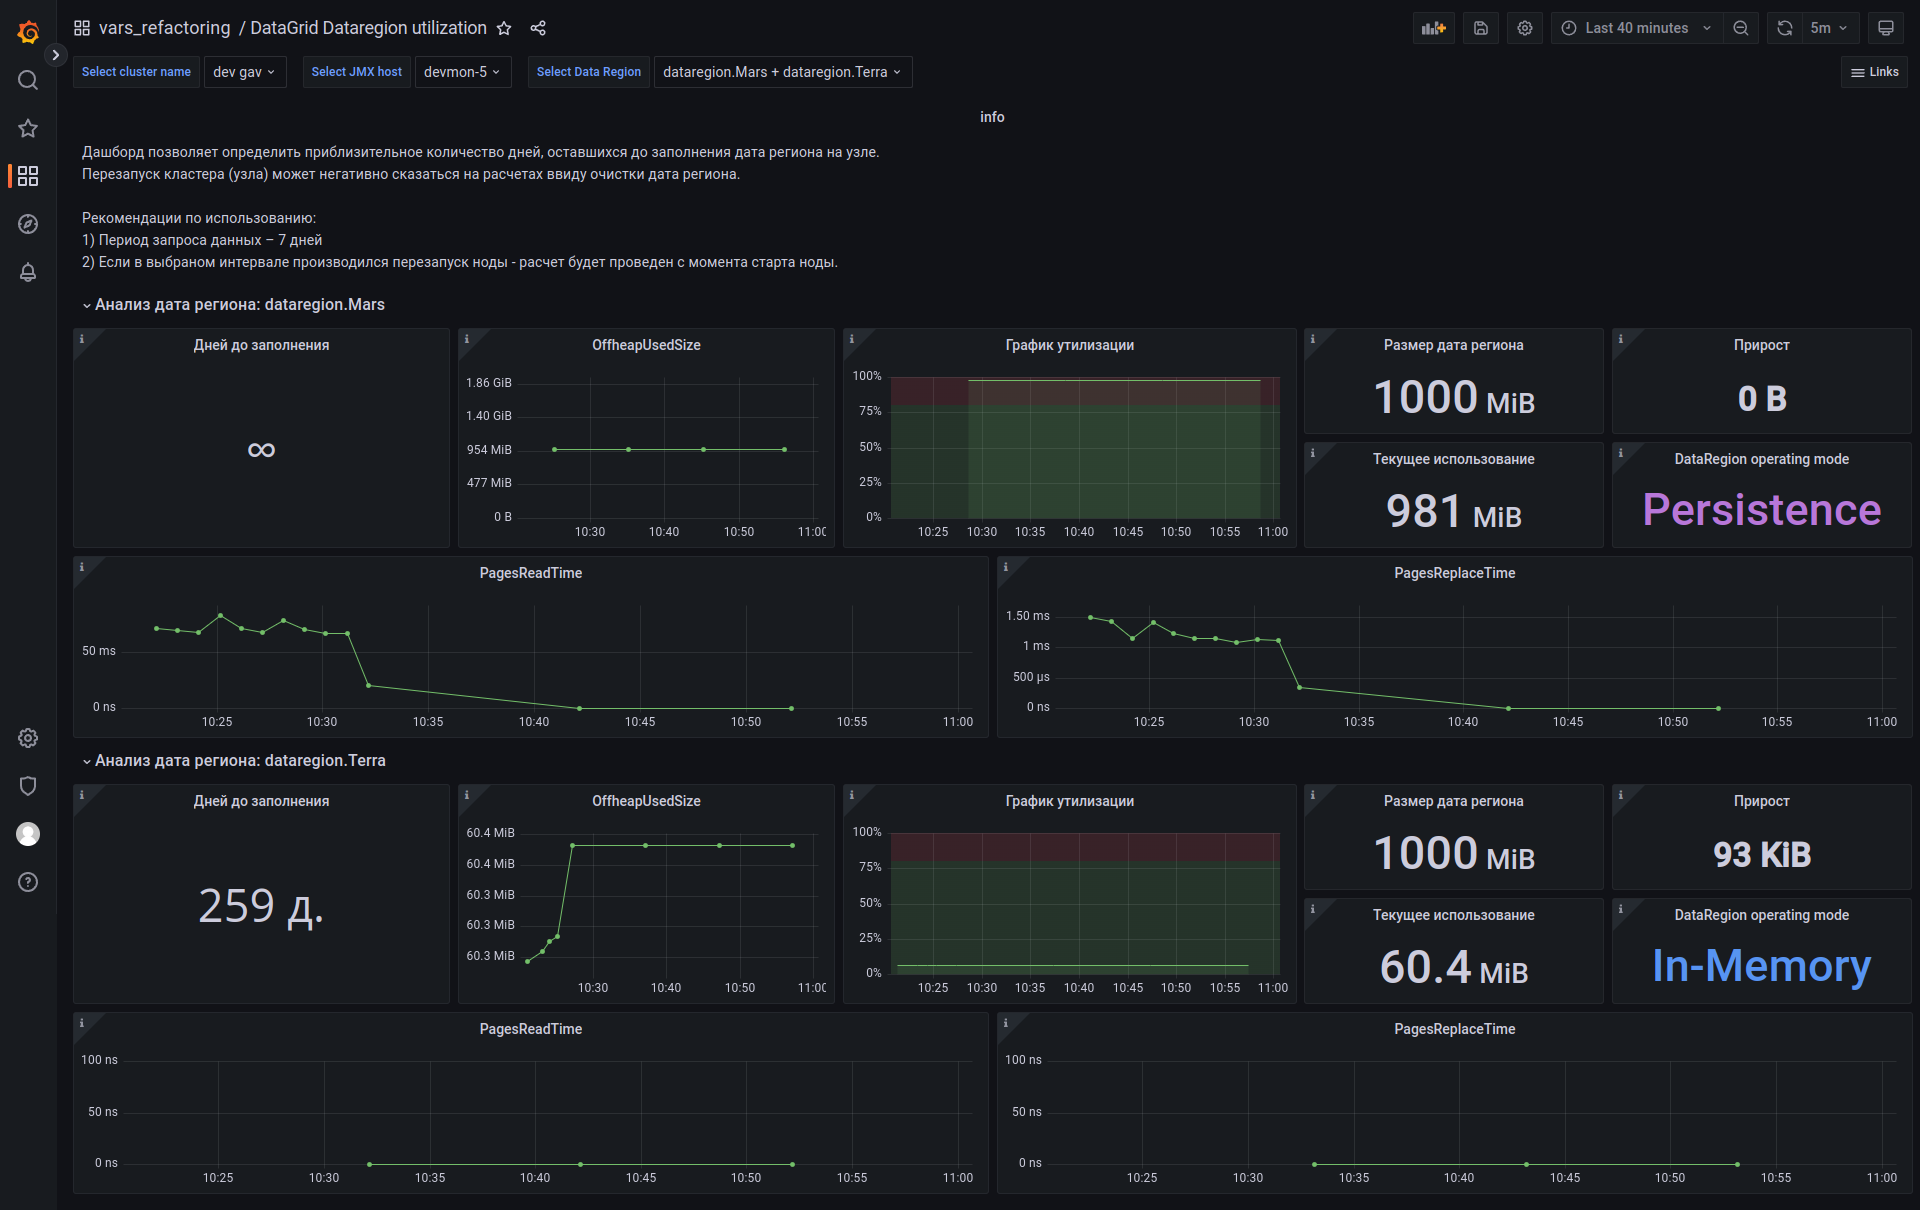 vars_refactoring / DataGrid Dataregion utilization
Last 40 minutes
5m
Select cluster name
dev gav
Select JMX host
devmon-5
Select Data Region
dataregion.Mars + dataregion.Terra
Links
info
Дашборд позволяет определить приблизительное количество дней, оставшихся до заполнения дата региона на узле.
Перезапуск кластера (узла) может негативно сказаться на расчетах ввиду очистки дата региона.
Рекомендации по использованию:
1) Период запроса данных – 7 дней
2) Если в выбраном интервале производился перезапуск ноды - расчет будет проведен с момента старта ноды.
Анализ дата региона: dataregion.Mars
Дней до заполнения
∞
OffheapUsedSize
1.86 GiB
1.40 GiB
954 MiB
477 MiB
0 B
10:30 10:40 10:50 11:00
График утилизации
100%
75%
50%
25%
0%
10:25 10:30 10:35 10:40 10:45 10:50 10:55 11:00
Размер дата региона
1000 MiB
Прирост
0 B
Текущее использование
981 MiB
DataRegion operating mode
Persistence
PagesReadTime
50 ms
0 ns
10:25 10:30 10:35 10:40 10:45 10:50 10:55 11:00
PagesReplaceTime
1.50 ms
1 ms
500 µs
0 ns
10:25 10:30 10:35 10:40 10:45 10:50 10:55 11:00
Анализ дата региона: dataregion.Terra
Дней до заполнения
259 д.
OffheapUsedSize
60.4 MiB
60.4 MiB
60.3 MiB
60.3 MiB
60.3 MiB
10:30 10:40 10:50 11:00
График утилизации
100%
75%
50%
25%
0%
10:25 10:30 10:35 10:40 10:45 10:50 10:55 11:00
Размер дата региона
1000 MiB
Прирост
93 KiB
Текущее использование
60.4 MiB
DataRegion operating mode
In-Memory
PagesReadTime
100 ns
50 ns
0 ns
10:25 10:30 10:35 10:40 10:45 10:50 10:55 11:00
PagesReplaceTime
100 ns
50 ns
0 ns
10:25 10:30 10:35 10:40 10:45 10:50 10:55 11:00